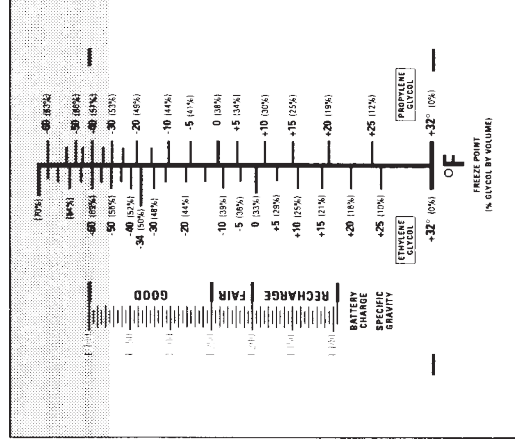 -60 (63%)
-50 (60%)
(57%)
-30 (53%)
-20 (49%)
-10 (44%)
-5 (41%)
0 (38%)
+5 (34%)
+10 (30%)
+15 (25%)
+20 (19%)
+25 (12%)
PROPYLENE
GLYCOL
+32° (0%)
(70%)
(64%)
-60
-50 (56%)
-40 (52%)
-34 (50%)
-30 (48%)
-20 (44%)
-10 (39%)
-5 (36%)
0 (33%)
+5 (29%)
+10 (25%)
+15 (21%)
+20 (16%)
+25 (10%)
ETHYLENE
GLYCOL
+32° (0%)
°F
FREEZE POINT
(% GLYCOL BY VOLUME)
GOOD
FAIR
RECHARGE
BATTERY
CHARGE
SPECIFIC
GRAVITY